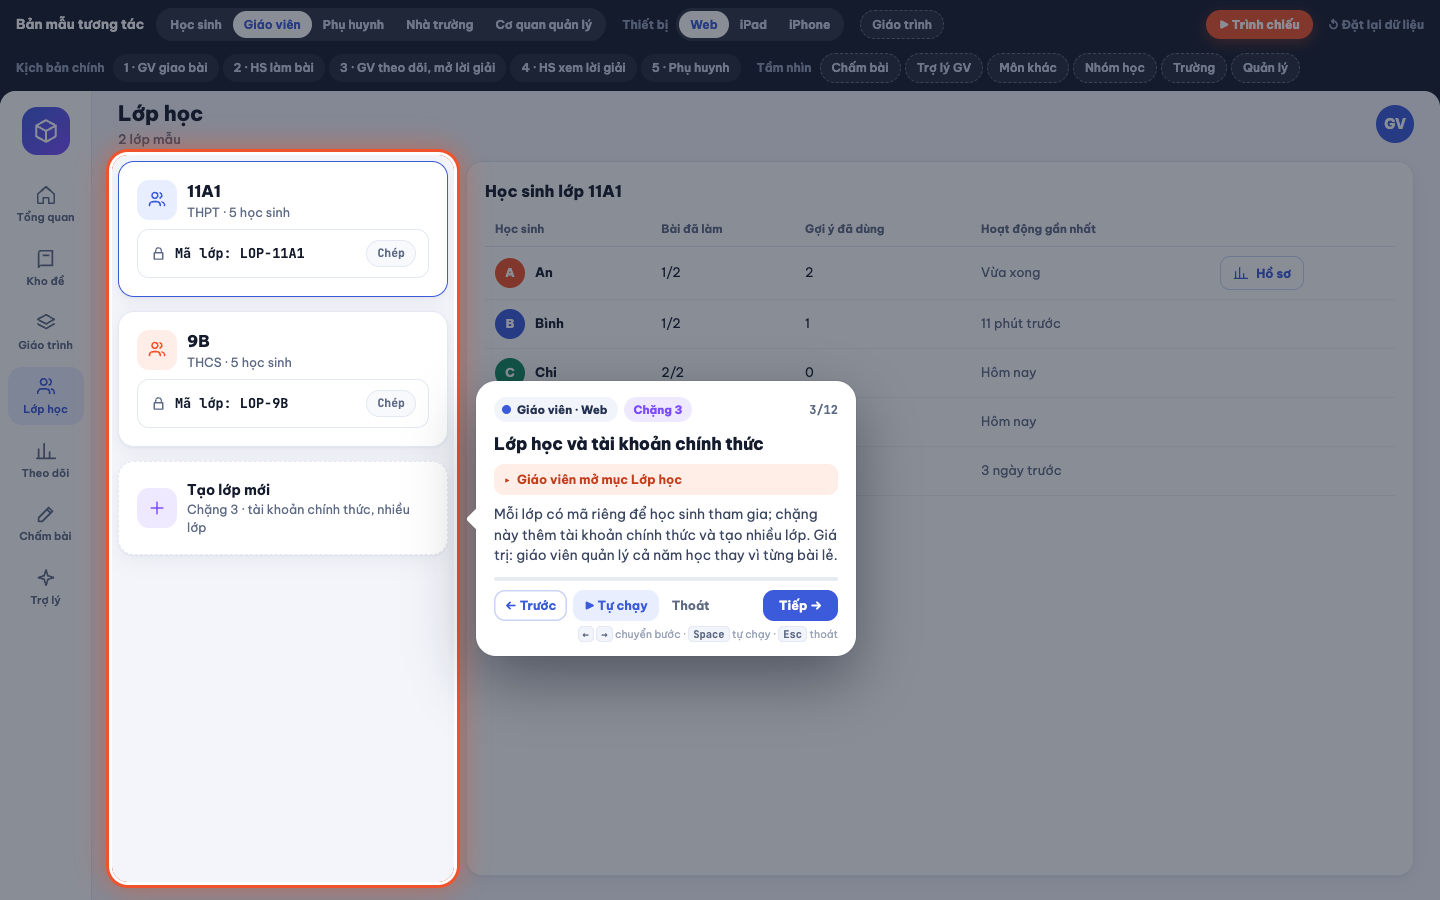 Bản mẫu tương tác
Học sinh
Giáo viên
Phụ huynh
Nhà trường
Cơ quan quản lý
Thiết bị
Web
iPad
iPhone
Giáo trình
Trình chiếu
Đặt lại dữ liệu
Kịch bản chính
1 · GV giao bài
2 · HS làm bài
3 · GV theo dõi, mở lời giải
4 · HS xem lời giải
5 · Phụ huynh
Tầm nhìn
Chấm bài
Trợ lý GV
Môn khác
Nhóm học
Trường
Quản lý
Tổng quan
Kho đề
Giáo trình
Lớp học
Theo dõi
Chấm bài
Trợ lý
Lớp học
2 lớp mẫu
GV
11A1
THPT · 5 học sinh
Mã lớp: LOP-11A1
Chép
9B
THCS · 5 học sinh
Mã lớp: LOP-9B
Chép
Tạo lớp mới
Chặng 3 · tài khoản chính thức, nhiều
lớp
Học sinh lớp 11A1
Học sinh Bài đã làm Gợi ý đã dùng Hoạt động gần nhất
A An 1/2 2 Vừa xong Hồ sơ
B Bình 1/2 1 11 phút trước
C Chi 2/2 0 Hôm nay
Hôm nay
3 ngày trước
Giáo viên · Web
Chặng 3
3/12
Lớp học và tài khoản chính thức
Giáo viên mở mục Lớp học
Mỗi lớp có mã riêng để học sinh tham gia; chặng
này thêm tài khoản chính thức và tạo nhiều lớp. Giá
trị: giáo viên quản lý cả năm học thay vì từng bài lẻ.
← Trước
Tự chạy
Thoát
Tiếp →
← → chuyển bước · Space tự chạy · Esc thoát